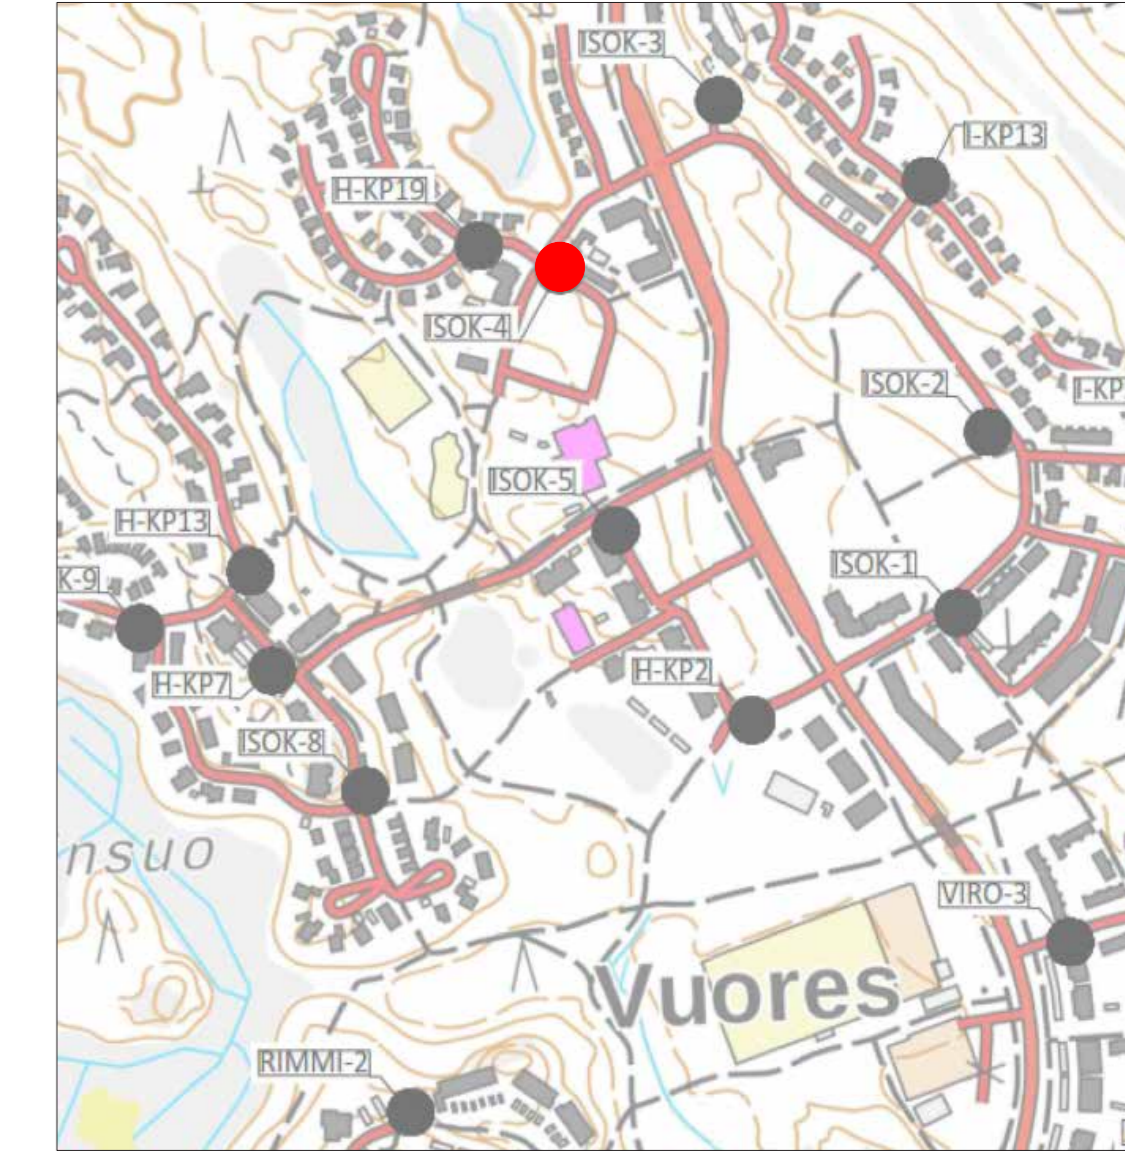 ISOK-3
I-KP13
H-KP19
ISOK-4
ISOK-2
I-KP
ISOK-5
H-KP13
K-9
ISOK-1
H-KP7
H-KP2
ISOK-8
nsuo
VIRO-3
Vuores
RIMMI-2